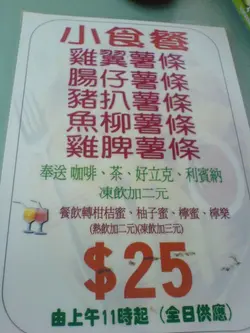 小食餐
雞翼薯條
腸仔薯條
豬扒薯條
魚柳薯條
雞脾薯條
奉送 咖啡、茶、好立克、利賓納
凍飲加二元
餐飲轉柑桔蜜、柚子蜜、檸蜜、檸樂
(熱飲加二元)(凍飲加三元)
$25
由上午11時起 (全日供應)